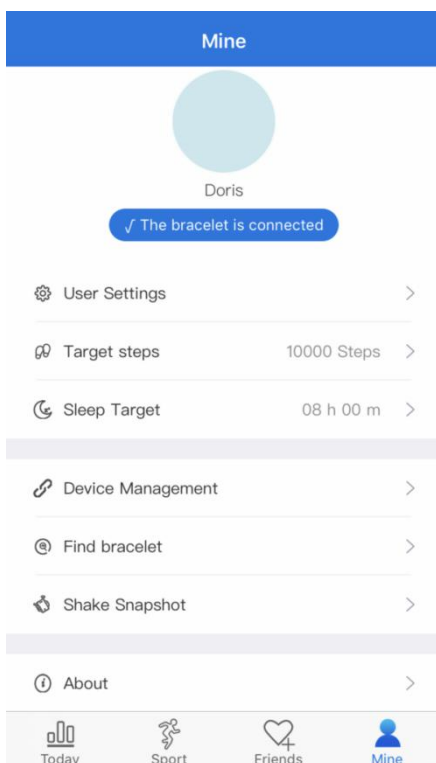 Mine
Doris
√ The bracelet is connected
User Settings
Target steps 10000 Steps
Sleep Target 08 h 00 m
Device Management
Find bracelet
Shake Snapshot
About
Today Sport Friends Mine